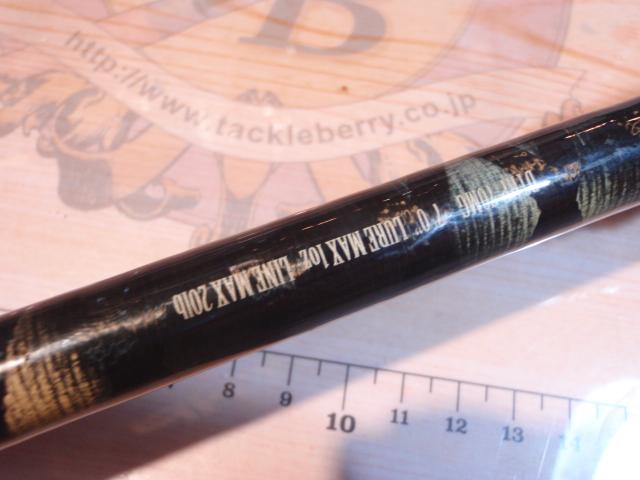 B
http://www.tackleberry.co.jp
7'0" LURE MAX 1oz LINE MAX 20lb
8 9 10 11 12 13 14